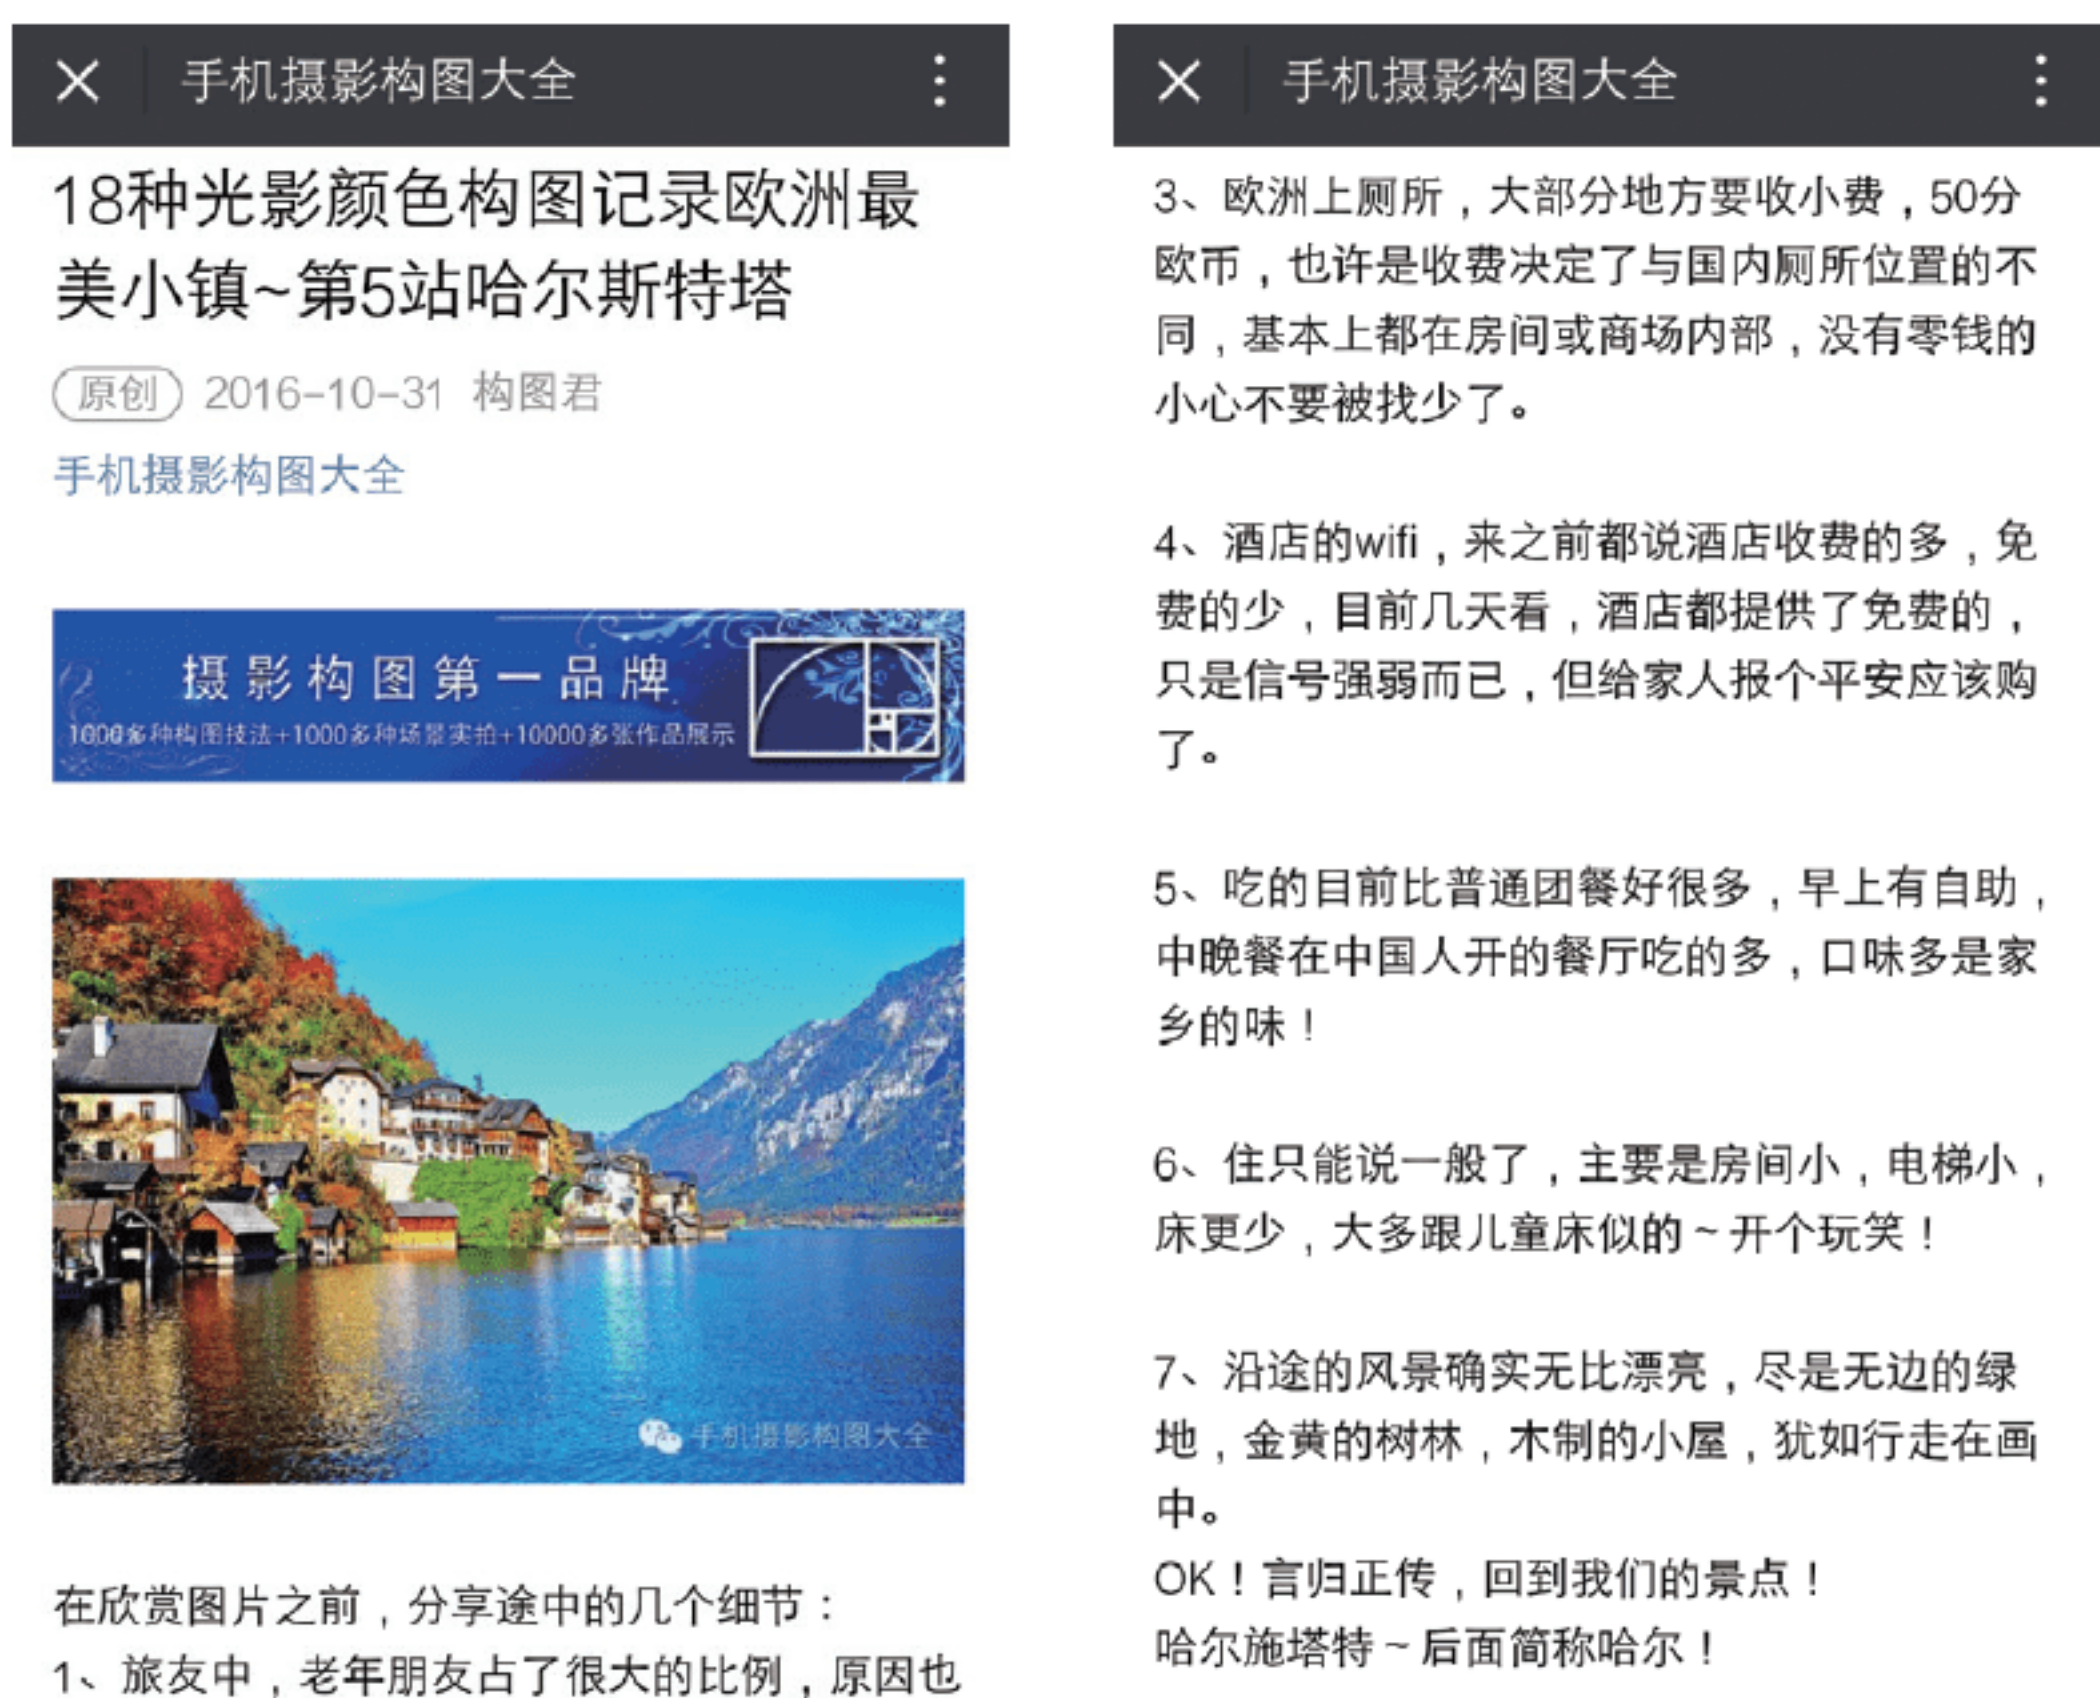 手机摄影构图大全
18种光影颜色构图记录欧洲最
美小镇~第5站哈尔斯特塔
原创 2016-10-31 构图君
手机摄影构图大全
摄影构图第一品牌
1000多种构图技法+1000多种场景实拍+10000多张作品展示
手机摄影构图大全
在欣赏图片之前，分享途中的几个细节：
1、旅友中，老年朋友占了很大的比例，原因也
手机摄影构图大全
3、欧洲上厕所，大部分地方要收小费，50分
欧币，也许是收费决定了与国内厕所位置的不
同，基本上都在房间或商场内部，没有零钱的
小心不要被找少了。
4、酒店的wifi，来之前都说酒店收费的多，免
费的少，目前几天看，酒店都提供了免费的，
只是信号强弱而已，但给家人报个平安应该购
了。
5、吃的目前比普通团餐好很多，早上有自助，
中晚餐在中国人开的餐厅吃的多，口味多是家
乡的味！
6、住只能说一般了，主要是房间小，电梯小，
床更少，大多跟儿童床似的~开个玩笑！
7、沿途的风景确实无比漂亮，尽是无边的绿
地，金黄的树林，木制的小屋，犹如行走在画
中。
OK！言归正传，回到我们的景点！
哈尔施塔特~后面简称哈尔！